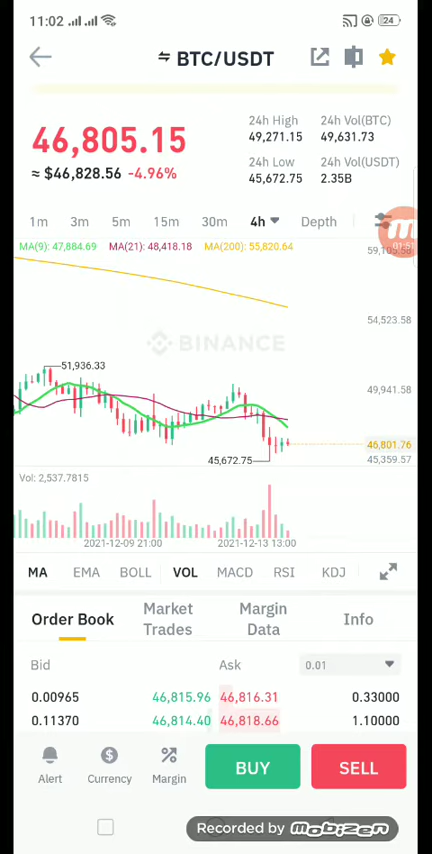 11:02
24
BTC/USDT
46,805.15
≈ $46,828.56 -4.96%
24h High
49,271.15
24h Vol(BTC)
49,631.73
24h Low
45,672.75
24h Vol(USDT)
2.35B
1m 3m 5m 15m 30m 4h Depth
MA(9): 47,884.69 MA(21): 48,418.18 MA(200): 55,820.64
54,523.58
BINANCE
51,936.33
49,941.58
46,801.76
45,672.75
45,359.57
Vol: 2,537.7815
2021-12-09 21:00 2021-12-13 13:00
MA EMA BOLL VOL MACD RSI KDJ
Order Book Market Trades Margin Data Info
Bid Ask 0.01
0.00965 46,815.96 46,816.31 0.33000
0.11370 46,814.40 46,818.66 1.10000
Alert Currency Margin BUY SELL
Recorded by mobizen